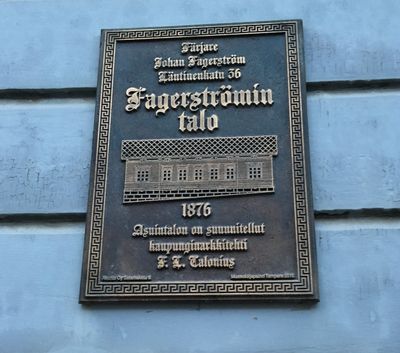 Färjare
Johan Fagerström
Läntinenkatu 36
Fagerströmin
talo
1876
Asuintalon on suunnitellut
kaupunginarkkitehti
F. L. Calonius